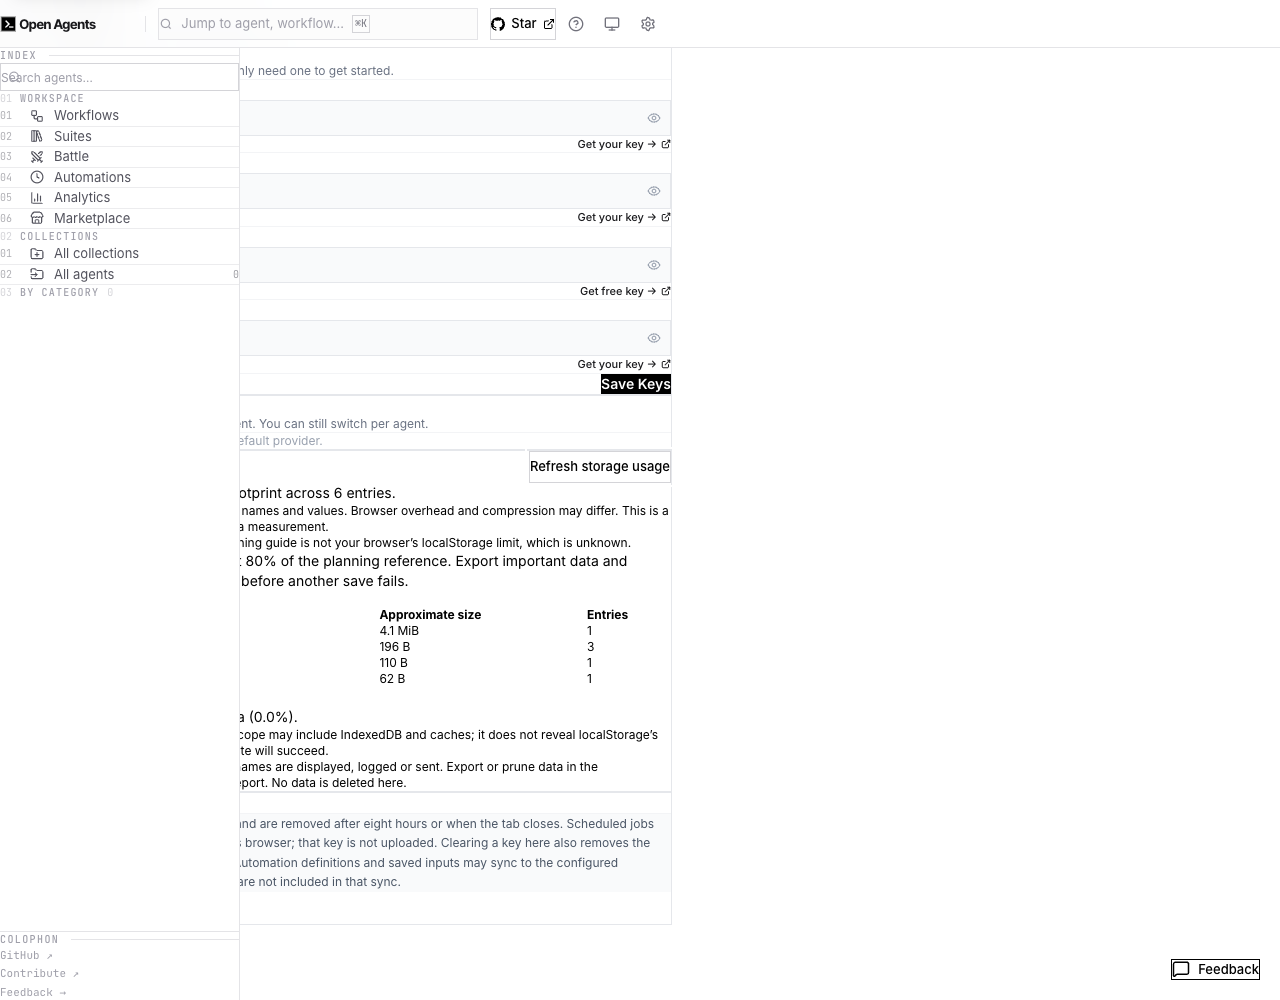 Open Agents
Jump to agent, workflow... ⌘K
Star
INDEX
Search agents...
01 WORKSPACE
01 Workflows
02 Suites
03 Battle
04 Automations
05 Analytics
06 Marketplace
02 COLLECTIONS
01 All collections
02 All agents 0
03 BY CATEGORY 0
COLOPHON
GitHub ↗
Contribute ↗
Feedback →
need one to get started.
Get your key →
Get your key →
Get free key →
Get your key →
Save Keys
You can still switch per agent.
provider.
Refresh storage usage
across 6 entries.
names and values. Browser overhead and compression may differ. This is a
measurement.
guide is not your browser’s localStorage limit, which is unknown.
80% of the planning reference. Export important data and
before another save fails.
Approximate size Entries
4.1 MiB 1
196 B 3
110 B 1
62 B 1
(0.0%).
may include IndexedDB and caches; it does not reveal localStorage’s
will succeed.
are displayed, logged or sent. Export or prune data in the
No data is deleted here.
and are removed after eight hours or when the tab closes. Scheduled jobs
browser; that key is not uploaded. Clearing a key here also removes the
Automation definitions and saved inputs may sync to the configured
are not included in that sync.
Feedback